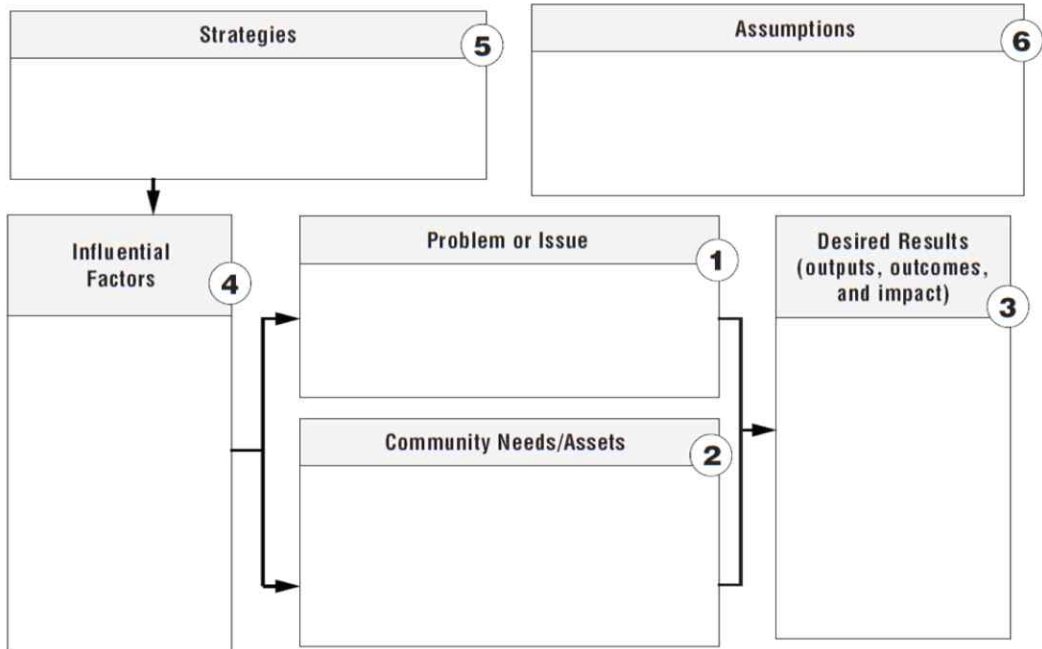 Strategies
5
Assumptions
6
Influential
Factors
4
Problem or Issue
1
Community Needs/Assets
2
Desired Results
(outputs, outcomes,
and impact)
3